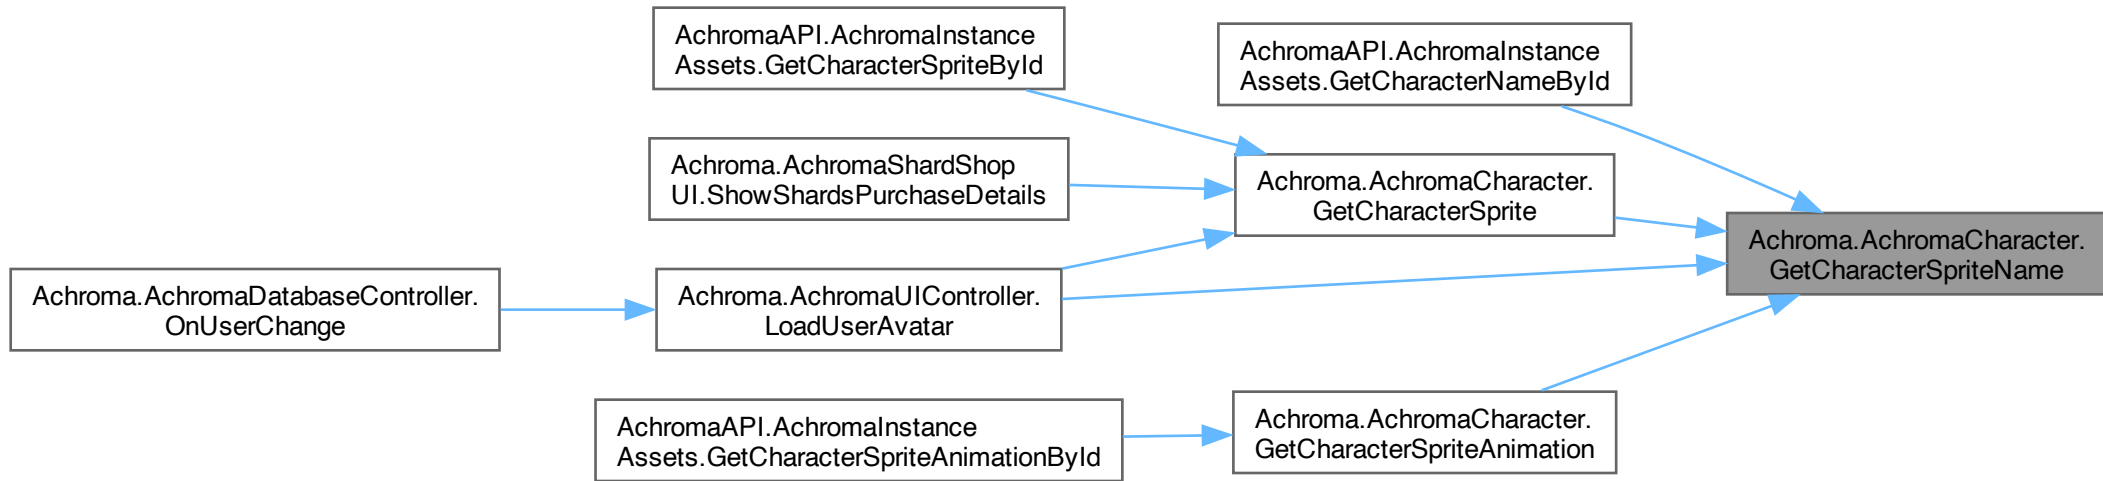 AchromaAPI.AchromaInstance
Assets.GetCharacterSpriteById
AchromaAPI.AchromaInstance
Assets.GetCharacterNameById
Achroma.AchromaShardShop
UI.ShowShardsPurchaseDetails
Achroma.AchromaCharacter.
GetCharacterSprite
Achroma.AchromaCharacter.
GetCharacterSpriteName
Achroma.AchromaDatabaseController.
OnUserChange
Achroma.AchromaUIController.
LoadUserAvatar
AchromaAPI.AchromaInstance
Assets.GetCharacterSpriteAnimationById
Achroma.AchromaCharacter.
GetCharacterSpriteAnimation